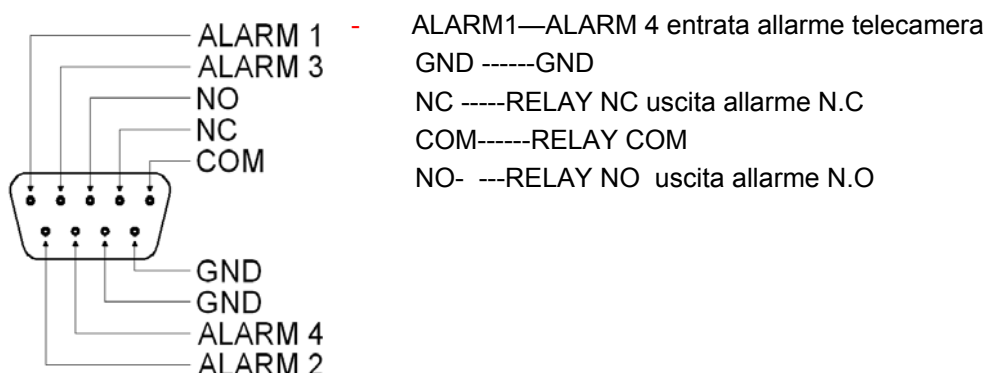 ALARM 1
ALARM 3
NO
NC
COM
GND
GND
ALARM 4
ALARM 2
- ALARM1—ALARM 4 entrata allarme telecamera
GND ------GND
NC -----RELAY NC uscita allarme N.C
COM------RELAY COM
NO- ---RELAY NO uscita allarme N.O